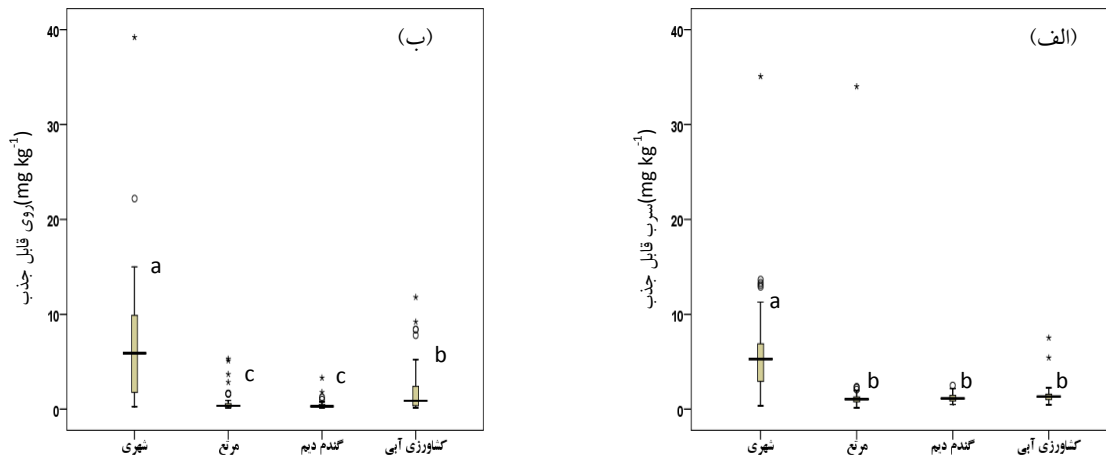 (الف)
سرب قابل جذب(mg kg-1)
40
30
20
10
0
a
b
b
b
شهری
مرتع
گندم دیم
کشاورزی آبی
(ب)
روی قابل جذب(mg kg-1)
40
30
20
10
0
a
c
c
b
شهری
مرتع
گندم دیم
کشاورزی آبی